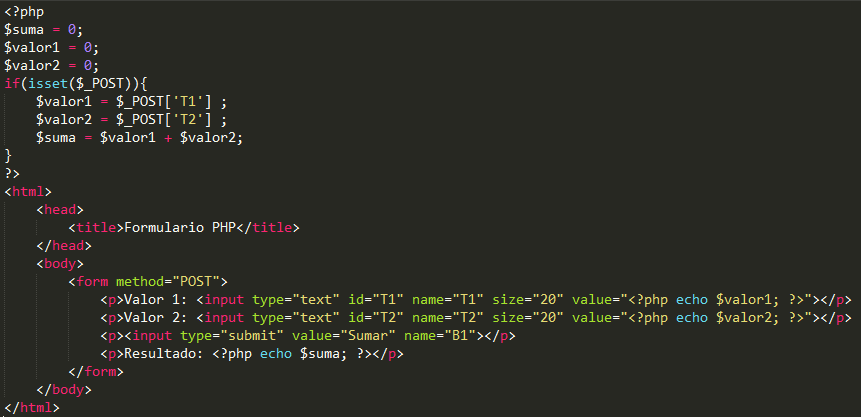 <?php
$suma = 0;
$valor1 = 0;
$valor2 = 0;
if(isset($_POST)){
    $valor1 = $_POST['T1'] ;
    $valor2 = $_POST['T2'] ;
    $suma = $valor1 + $valor2;
}
?>
<html>
    <head>
        <title>Formulario PHP</title>
    </head>
    <body>
        <form method="POST">
            <p>Valor 1: <input type="text" id="T1" name="T1" size="20" value="<?php echo $valor1; ?>"></p>
            <p>Valor 2: <input type="text" id="T2" name="T2" size="20" value="<?php echo $valor2; ?>"></p>
            <p><input type="submit" value="Sumar" name="B1"></p>
            <p>Resultado: <?php echo $suma; ?></p>
        </form>
    </body>
</html>